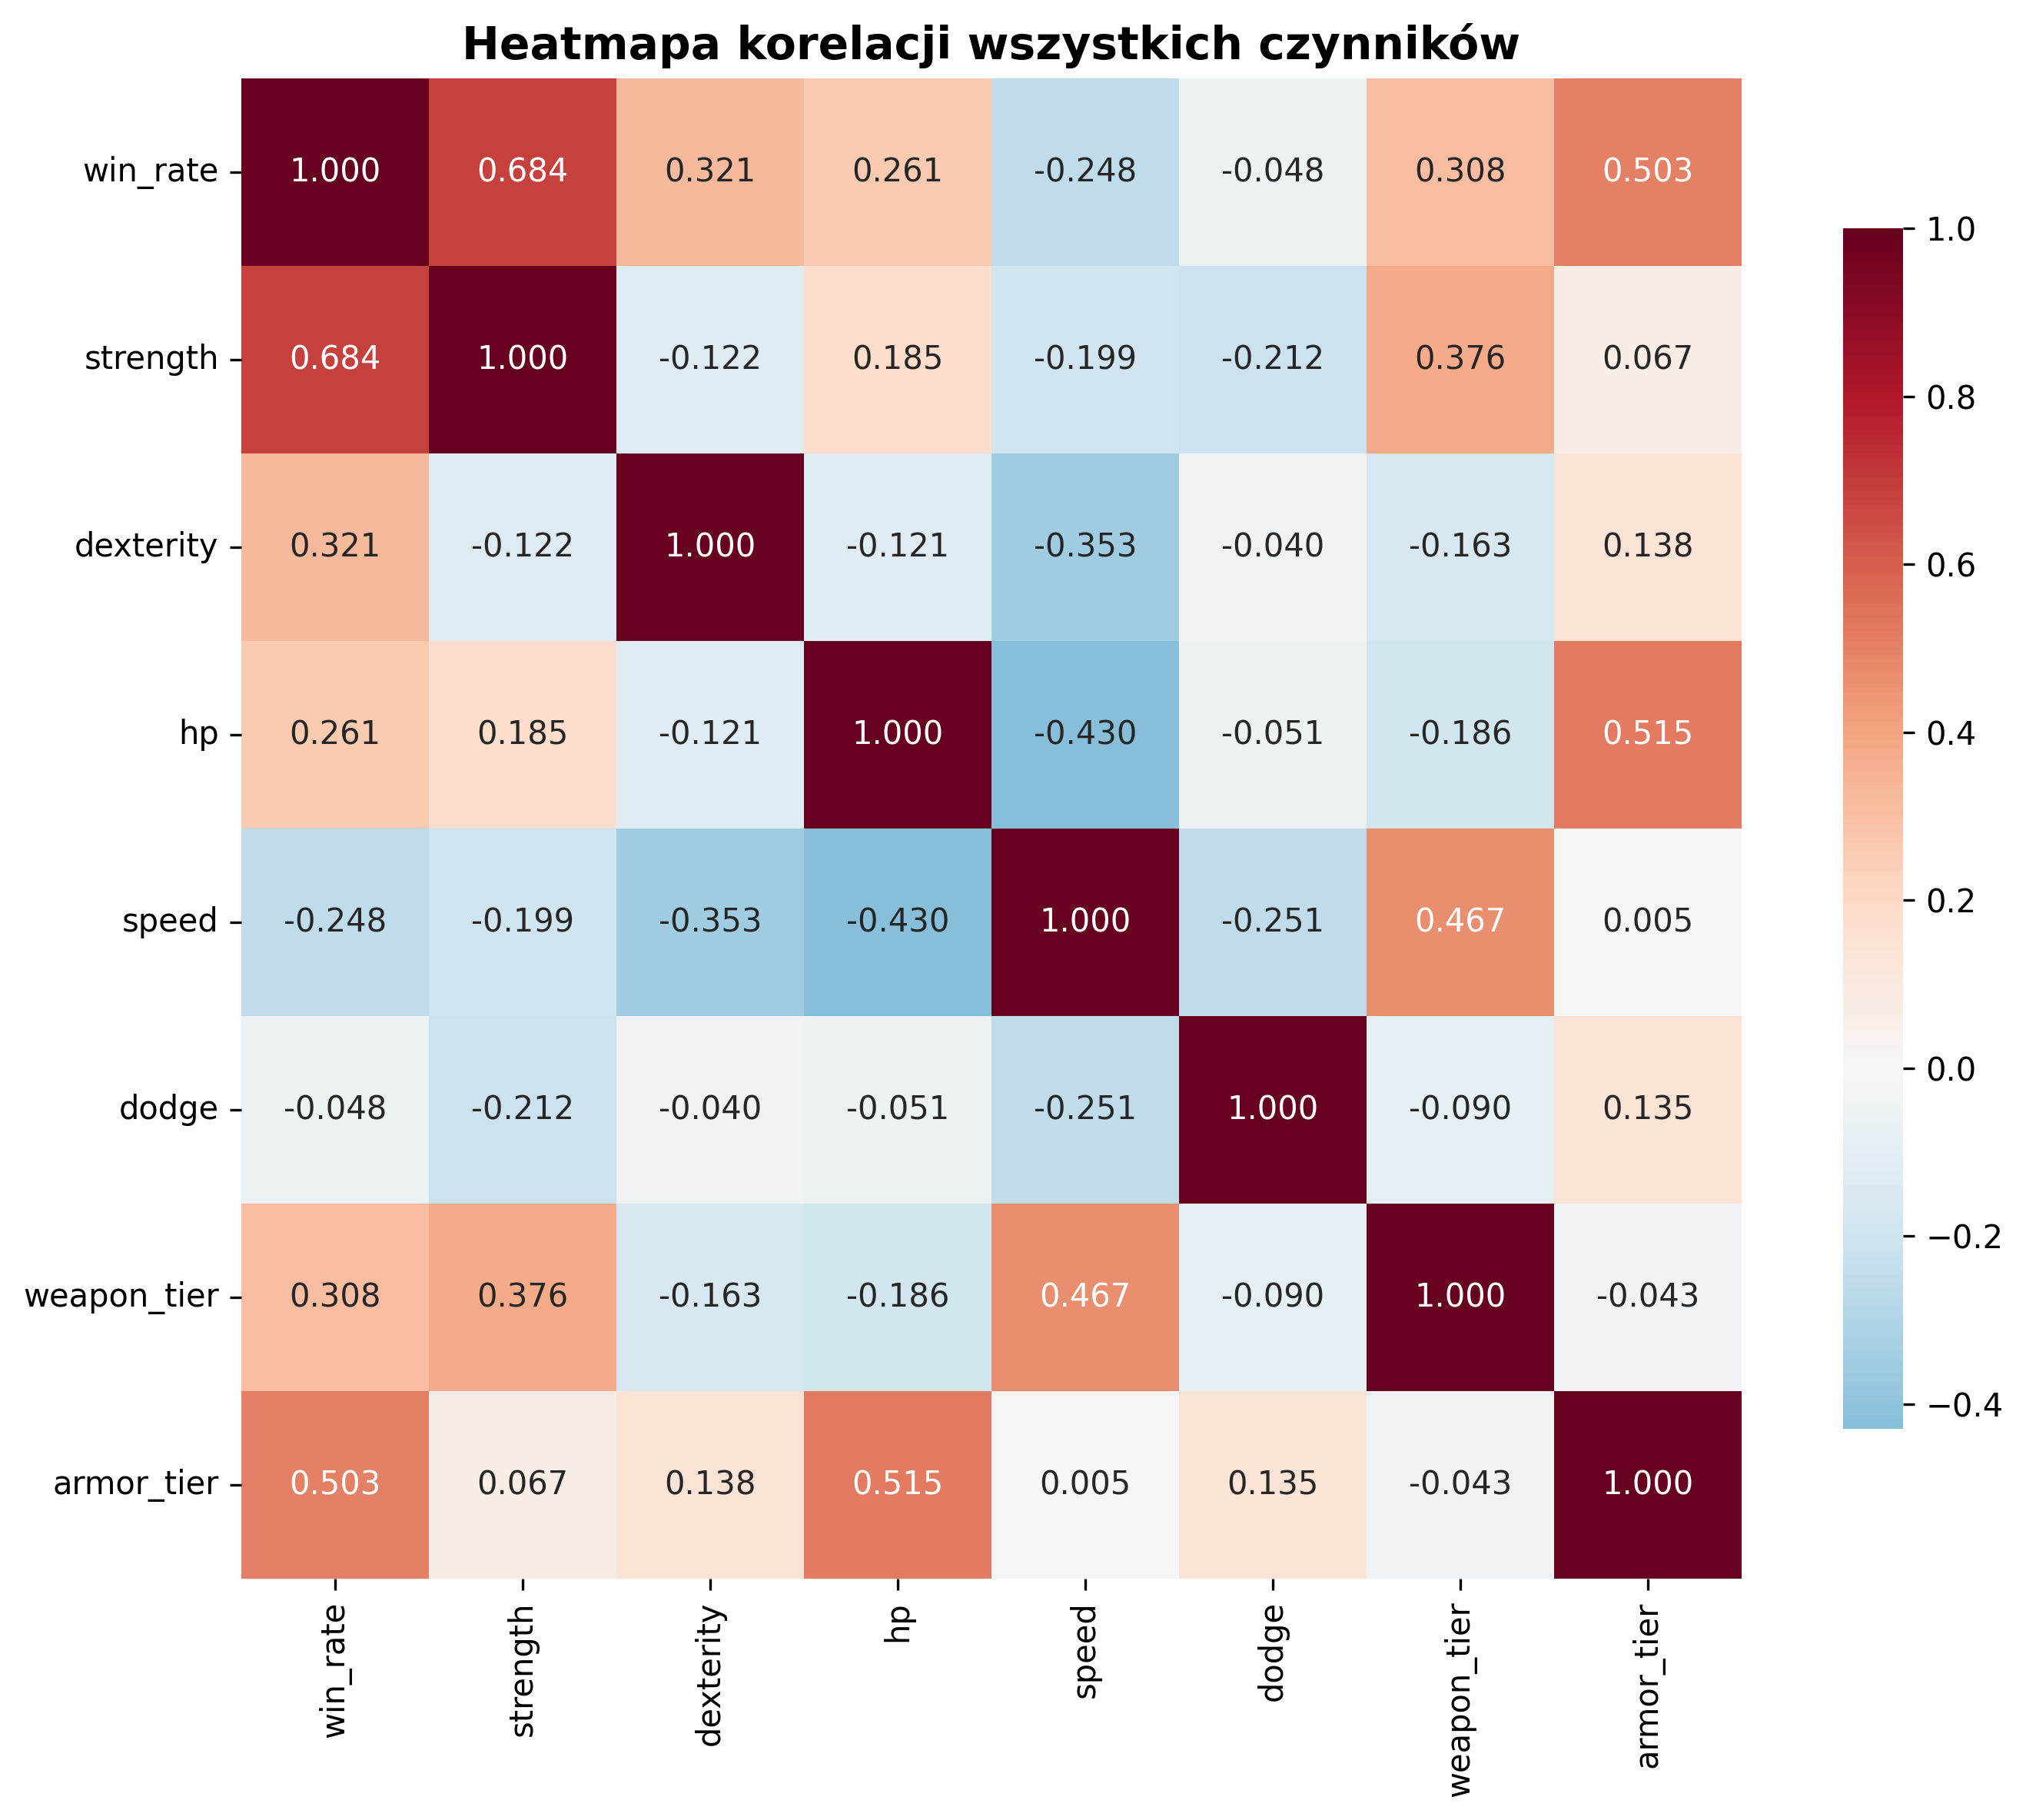 Heatmapa korelacji wszystkich czynników
win_rate 1.000 0.684 0.321 0.261 -0.248 -0.048 0.308 0.503
strength 0.684 1.000 -0.122 0.185 -0.199 -0.212 0.376 0.067
dexterity 0.321 -0.122 1.000 -0.121 -0.353 -0.040 -0.163 0.138
hp 0.261 0.185 -0.121 1.000 -0.430 -0.051 -0.186 0.515
speed -0.248 -0.199 -0.353 -0.430 1.000 -0.251 0.467 0.005
dodge -0.048 -0.212 -0.040 -0.051 -0.251 1.000 -0.090 0.135
weapon_tier 0.308 0.376 -0.163 -0.186 0.467 -0.090 1.000 -0.043
armor_tier 0.503 0.067 0.138 0.515 0.005 0.135 -0.043 1.000
win_rate strength dexterity hp speed dodge weapon_tier armor_tier
1.0
0.8
0.6
0.4
0.2
0.0
−0.2
−0.4